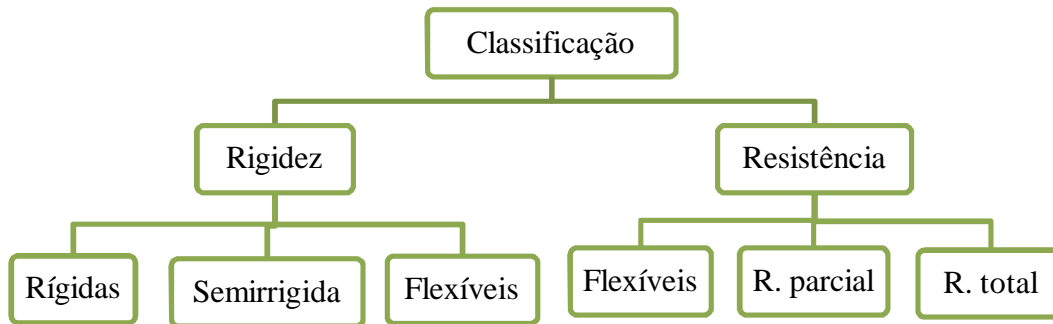 Classificação
Rigidez
Resistência
Rígidas
Semirrigida
Flexíveis
Flexíveis
R. parcial
R. total